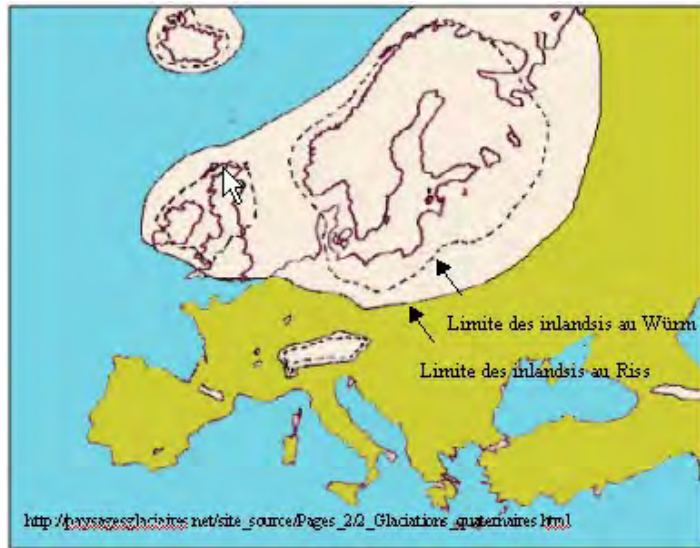 Limite des inlandsis au Würm
Limite des inlandsis au Riss
http://paysagesglaciaires.net/site_source/Pages_2/2_Glaciations_quaternaires.html